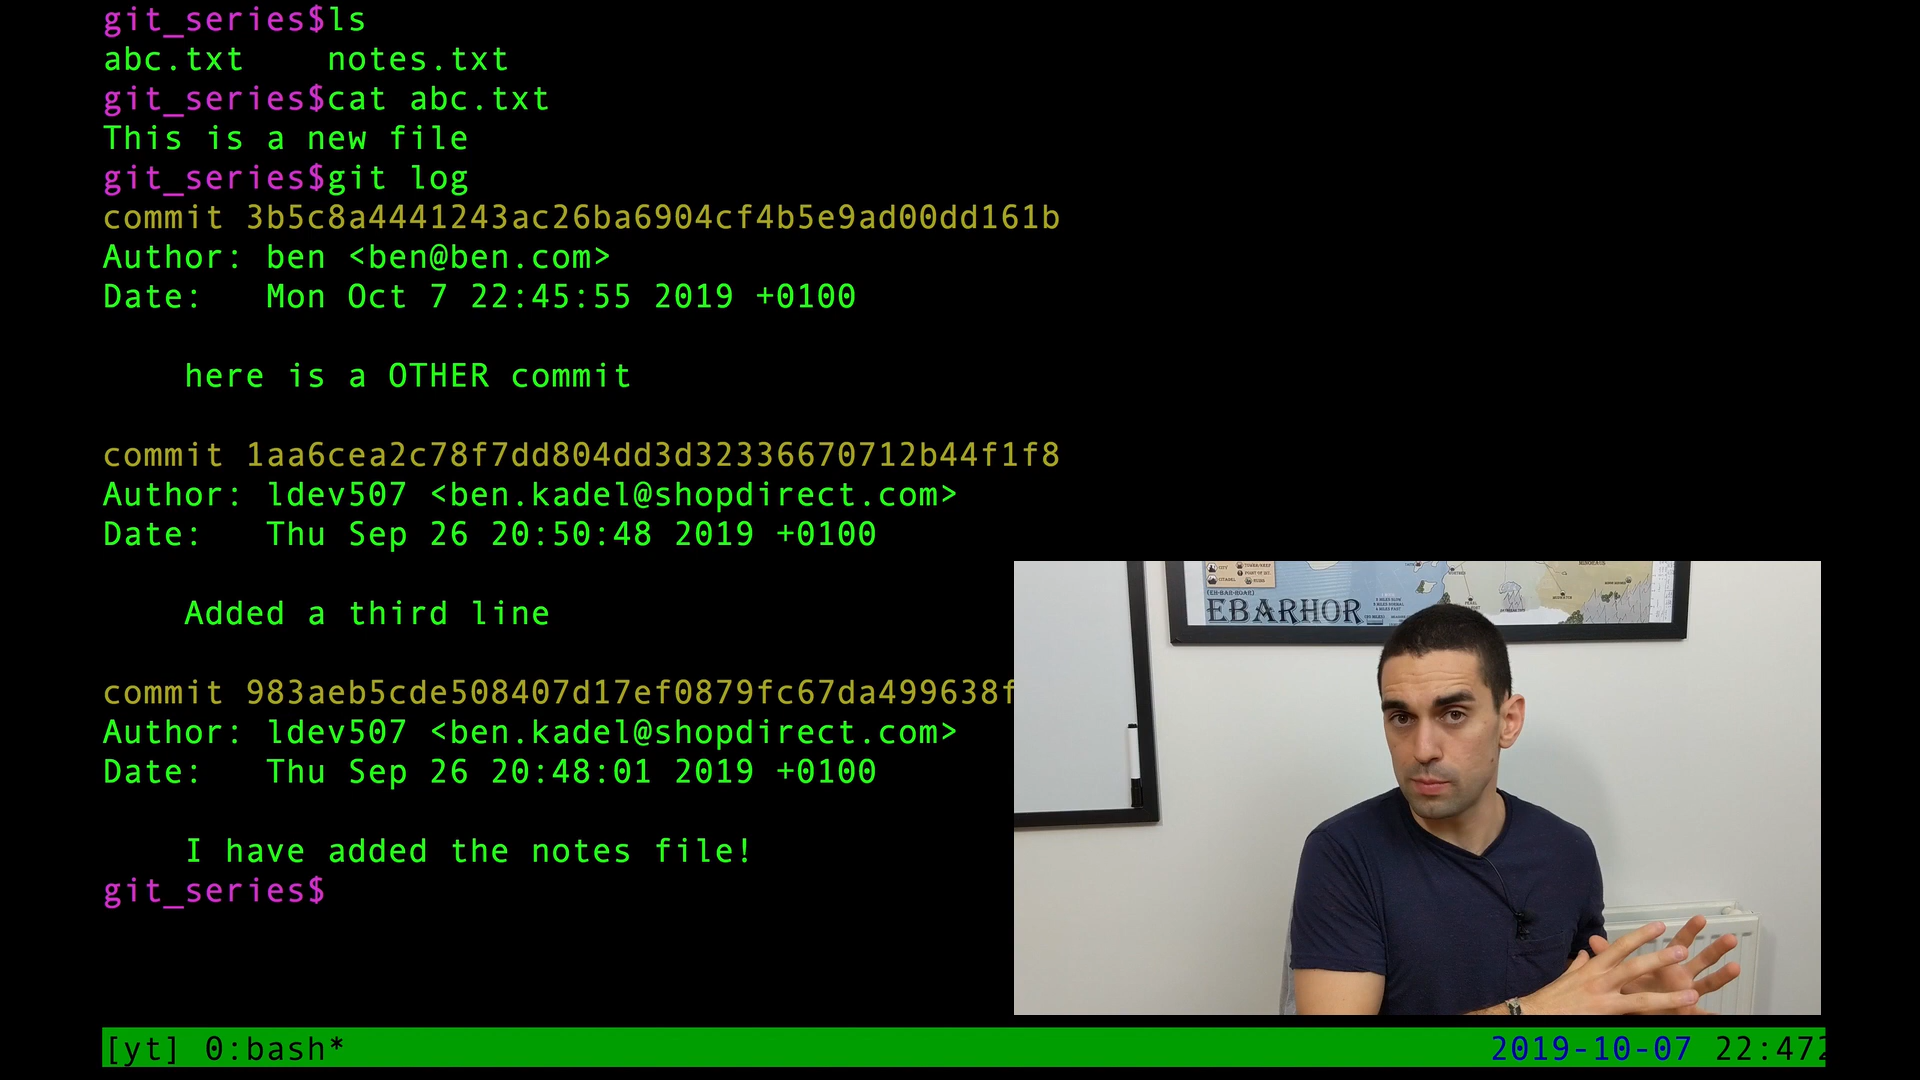 git_series$ls
abc.txt    notes.txt
git_series$cat abc.txt
This is a new file
git_series$git log
commit 3b5c8a4441243ac26ba6904cf4b5e9ad00dd161b
Author: ben <ben@ben.com>
Date:   Mon Oct 7 22:45:55 2019 +0100
here is a OTHER commit
commit 1aa6cea2c78f7dd804dd3d32336670712b44f1f8
Author: ldev507 <ben.kadel@shopdirect.com>
Date:   Thu Sep 26 20:50:48 2019 +0100
Added a third line
commit 983aeb5cde508407d17ef0879fc67da499638f
Author: ldev507 <ben.kadel@shopdirect.com>
Date:   Thu Sep 26 20:48:01 2019 +0100
I have added the notes file!
git_series$
EBARHOR
[yt] 0:bash*
2019-10-07 22:472